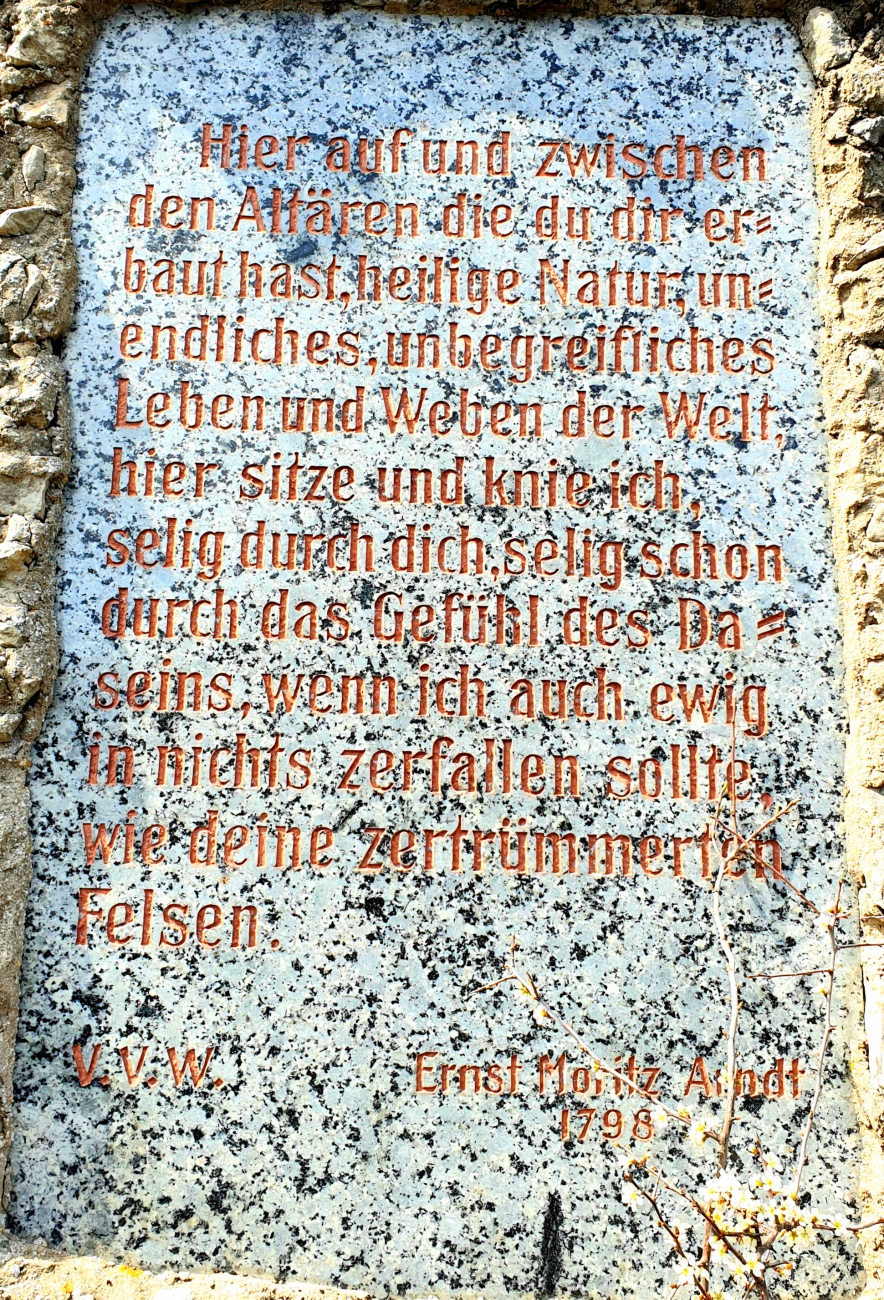 Hier auf und zwischen
den Altären die du dir er=
baut hast, heilige Natur, un=
endliches, unbegreifliches
Leben und Weben der Welt,
hier sitze und knie ich,
selig durch dich, selig schon
durch das Gefühl des Da=
seins, wenn ich auch ewig
in nichts zerfallen sollte,
wie deine zertrümmerten
Felsen.
V. V. W.
Ernst Moritz Arndt
1798